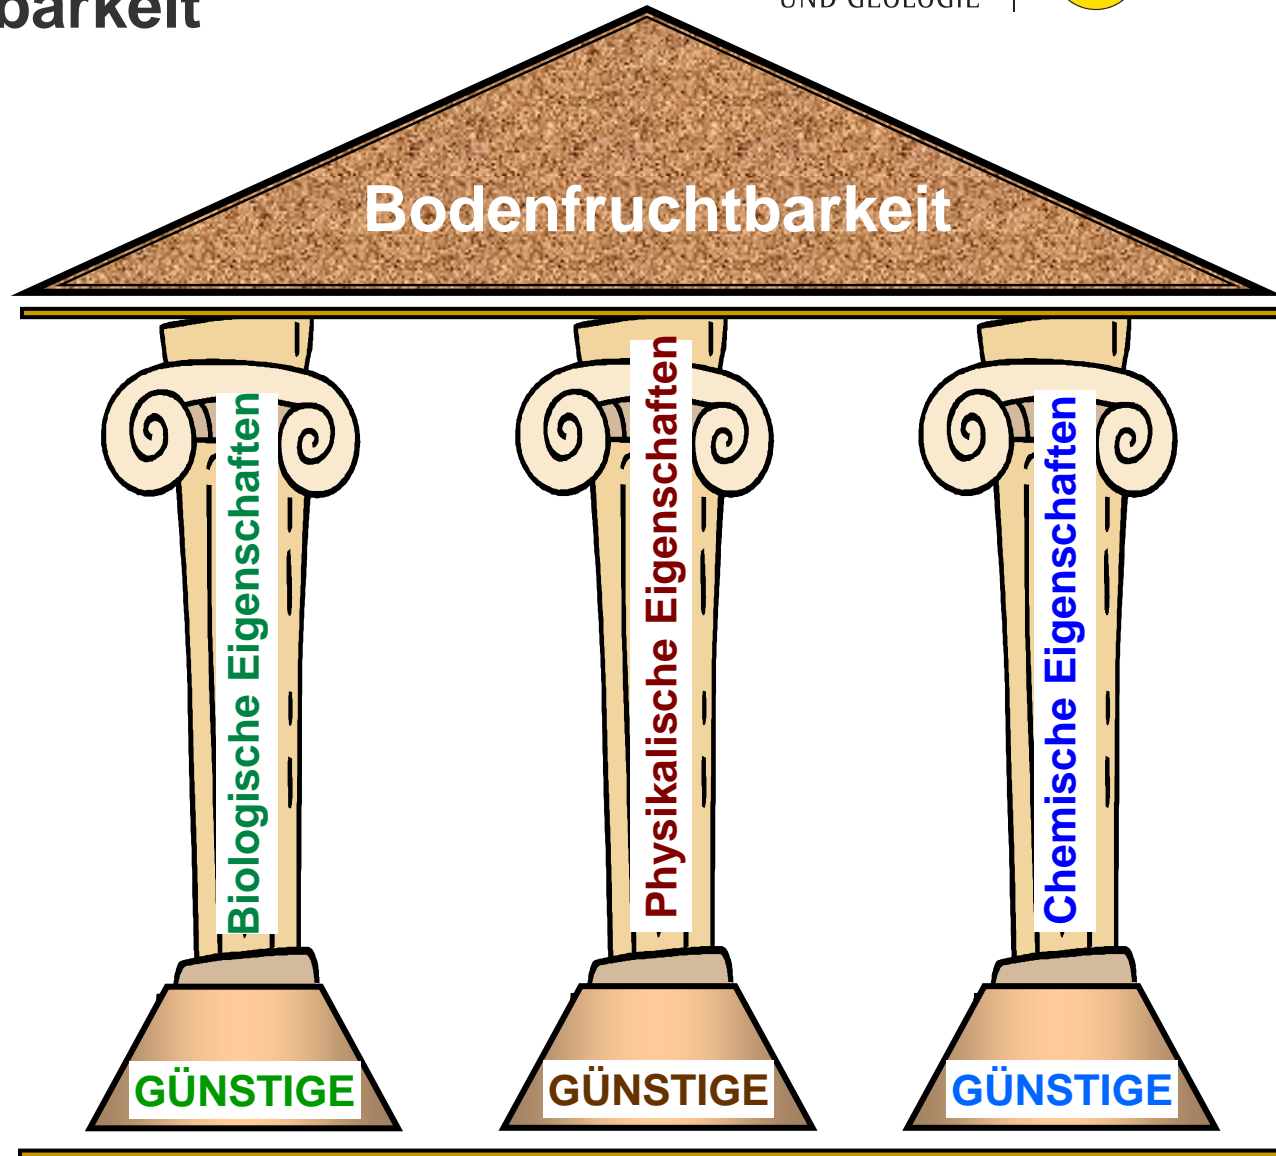 barkeit
UND GEOLOGIE
Bodenfruchtbarkeit
Biologische Eigenschaften
Physikalische Eigenschaften
Chemische Eigenschaften
GÜNSTIGE
GÜNSTIGE
GÜNSTIGE